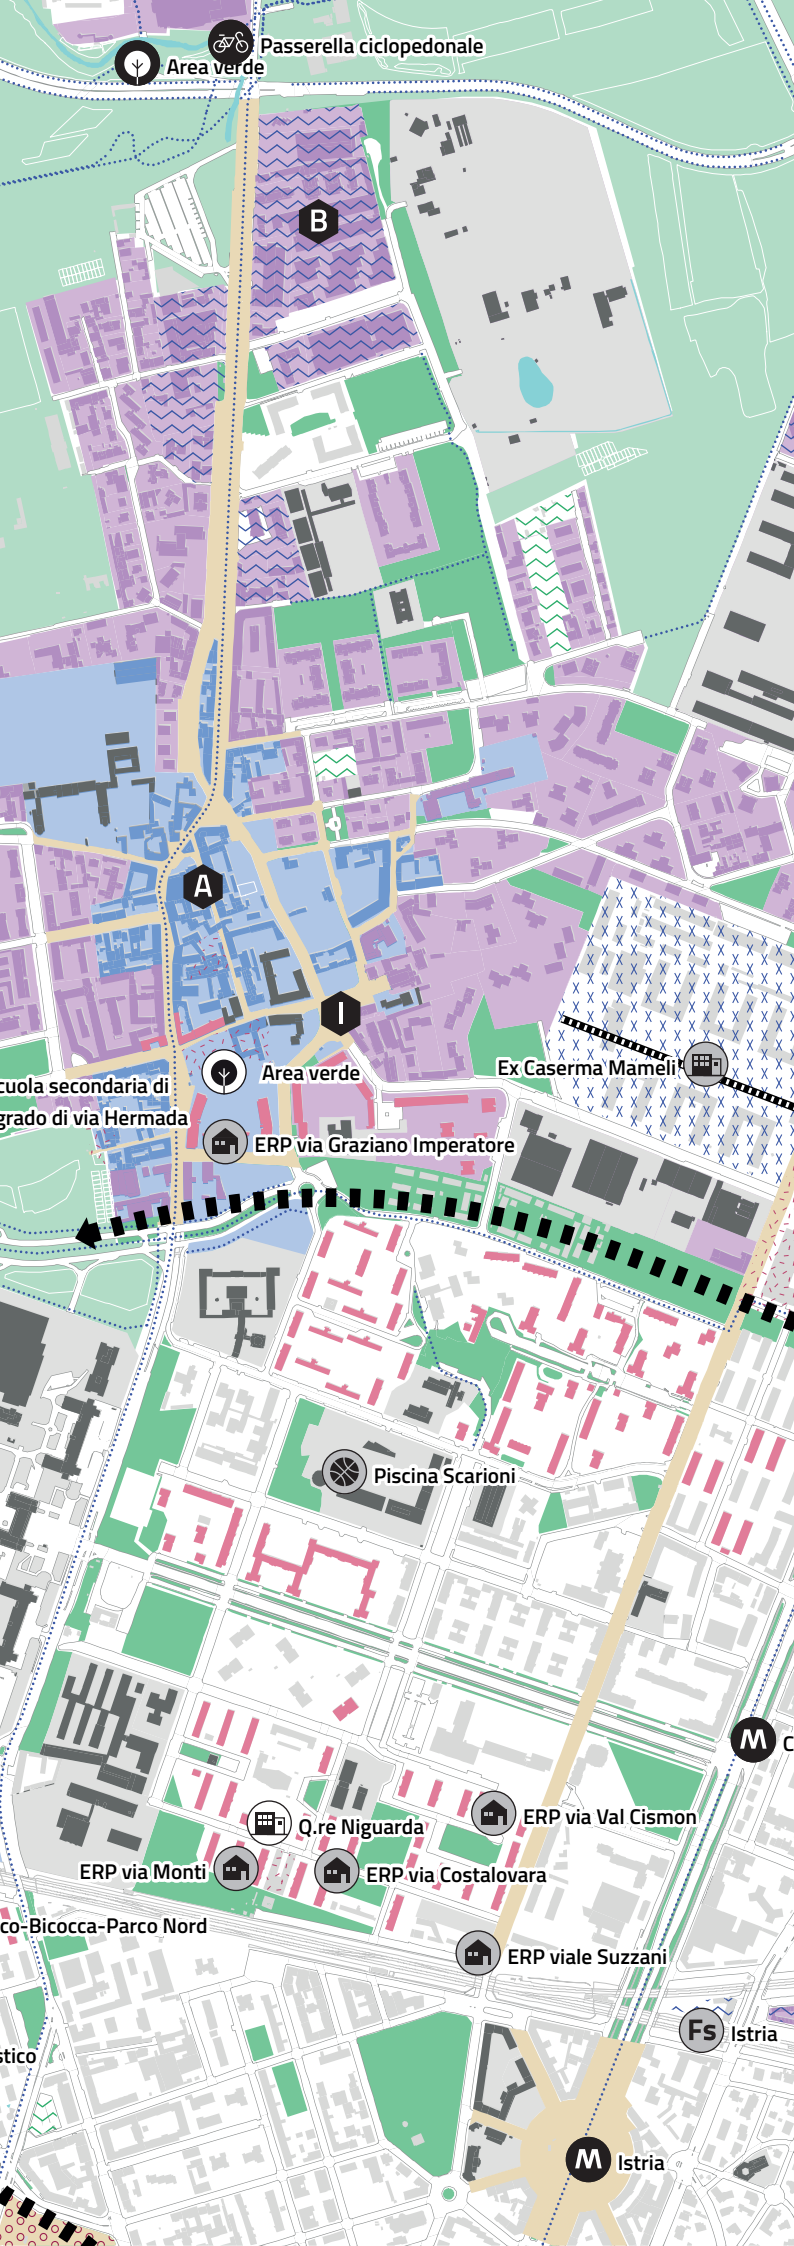 Passerella ciclopedonale
Area verde
B
A
I
Ex Caserma Mameli
Area verde
cuola secondaria di
grado di via Hermada
ERP via Graziano Imperatore
Piscina Scarioni
M
C
ERP via Val Cismon
Q.re Niguarda
ERP via Monti
ERP via Costalovara
co-Bicocca-Parco Nord
ERP viale Suzzani
Fs
Istria
stico
M
Istria